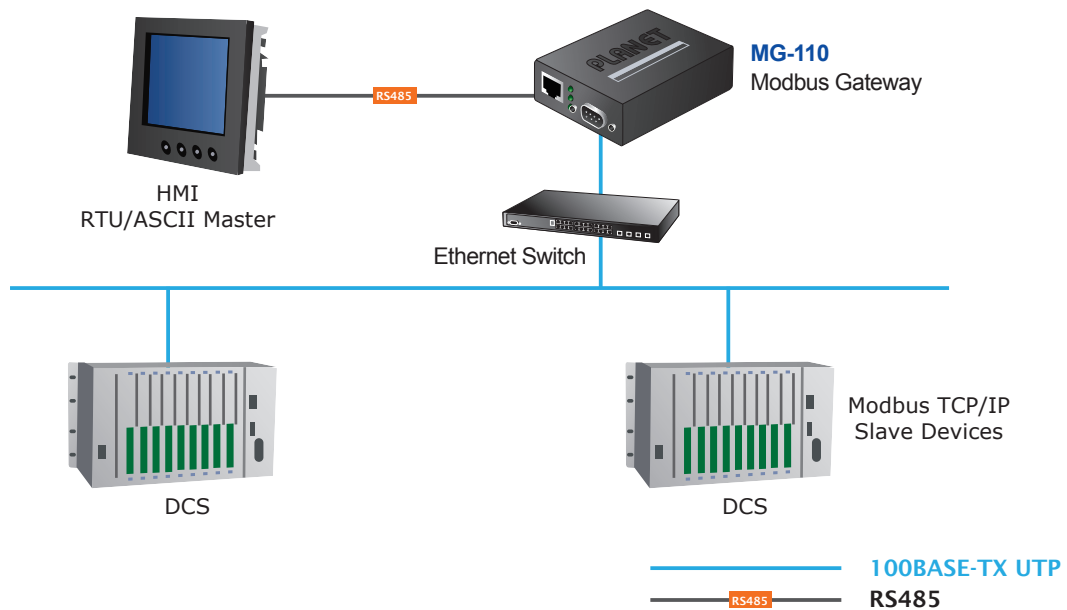 PLANET
MG-110
Modbus Gateway
RS485
HMI
RTU/ASCII Master
Ethernet Switch
Modbus TCP/IP
Slave Devices
DCS
DCS
100BASE-TX UTP
RS485
RS485